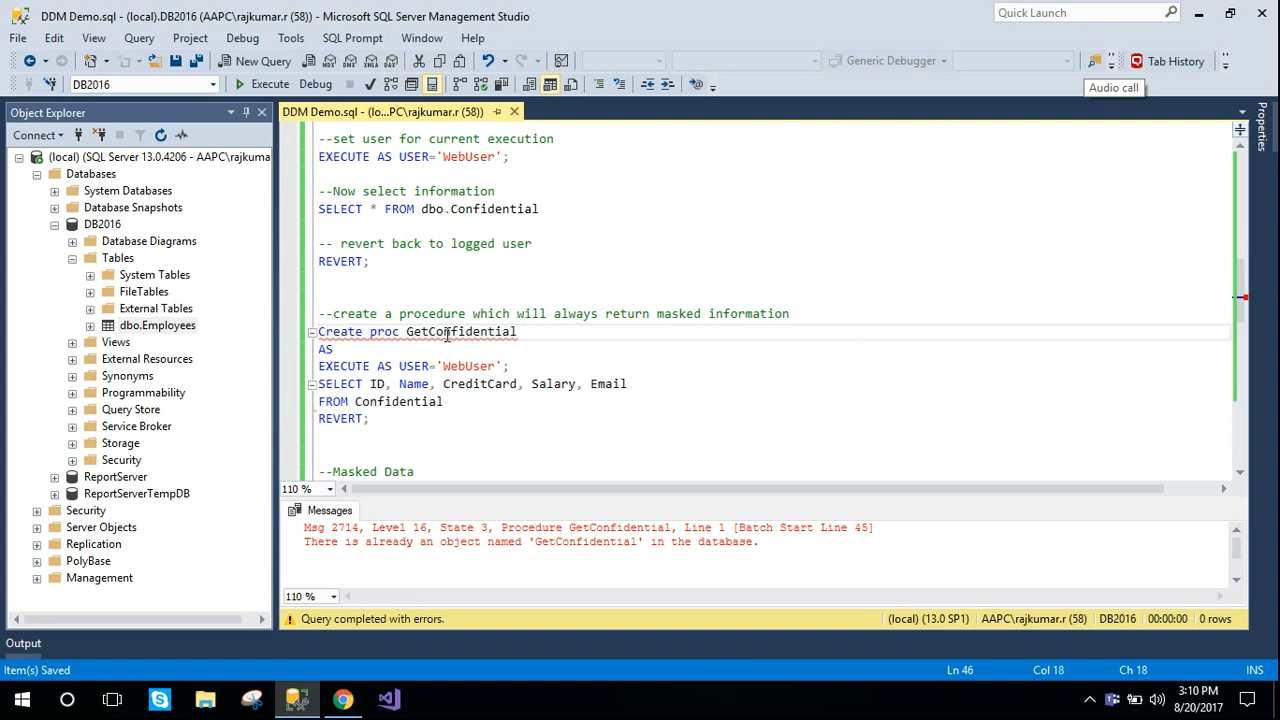 DDM Demo.sql - (local).DB2016 (AAPC\rajkumar.r (58)) - Microsoft SQL Server Management Studio
Quick Launch
File Edit View Query Project Debug Tools SQL Prompt Window Help
New Query Generic Debugger Tab History
DB2016 Execute Debug
Audio call
Object Explorer
DDM Demo.sql - (lo...PC\rajkumar.r (58))
Properties
Connect
(local) (SQL Server 13.0.4206 - AAPC\rajkuma
Databases
System Databases
Database Snapshots
DB2016
Database Diagrams
Tables
System Tables
FileTables
External Tables
dbo.Employees
Views
External Resources
Synonyms
Programmability
Query Store
Service Broker
Storage
Security
ReportServer
ReportServerTempDB
Security
Server Objects
Replication
PolyBase
Management
--set user for current execution
EXECUTE AS USER='WebUser';
--Now select information
SELECT * FROM dbo.Confidential
-- revert back to logged user
REVERT;
--create a procedure which will always return masked information
Create proc GetConfidential
AS
EXECUTE AS USER='WebUser';
SELECT ID, Name, CreditCard, Salary, Email
FROM Confidential
REVERT;
--Masked Data
110 %
Messages
Msg 2714, Level 16, State 3, Procedure GetConfidential, Line 1 [Batch Start Line 45]
There is already an object named 'GetConfidential' in the database.
110 %
Query completed with errors. (local) (13.0 SP1) AAPC\rajkumar.r (58) DB2016 00:00:00 0 rows
Output
Item(s) Saved Ln 46 Col 18 Ch 18 INS
3:10 PM
8/20/2017